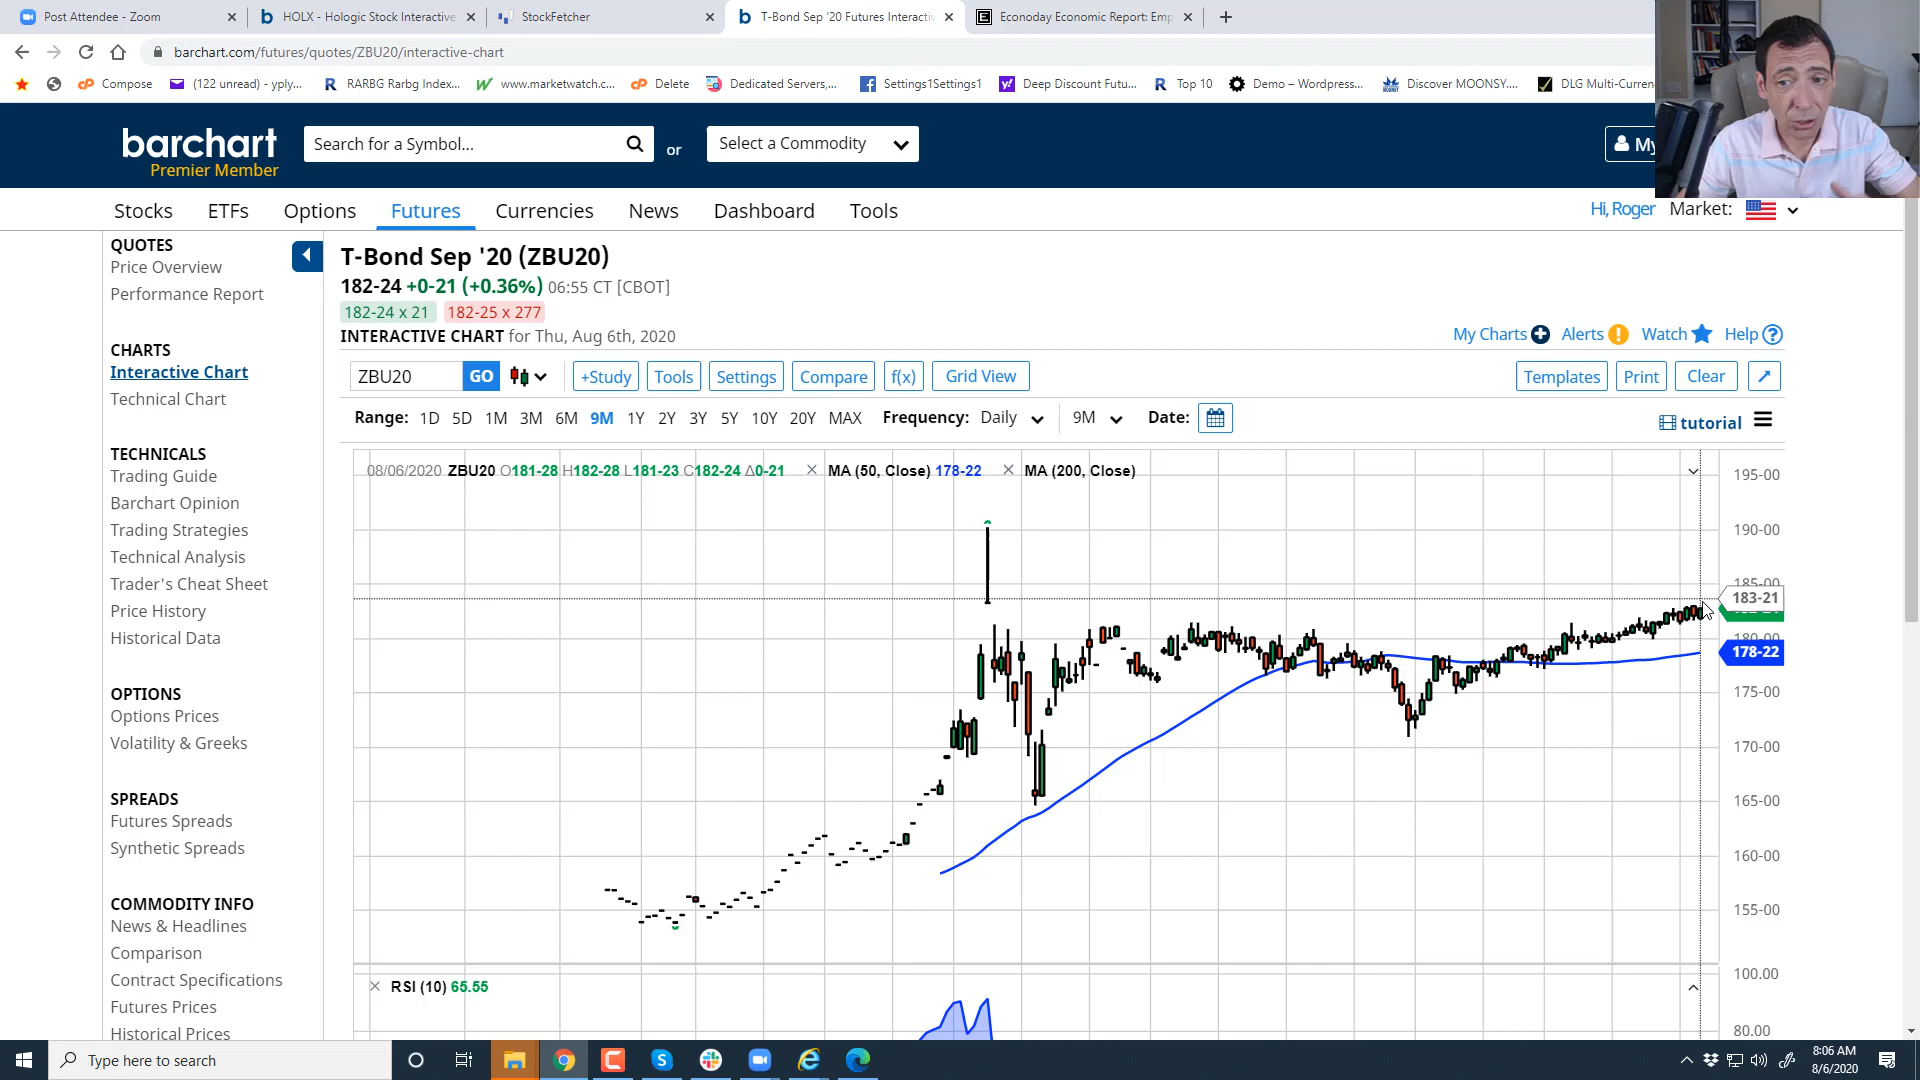 Post Attendee - Zoom
HOLX - Hologic Stock Interactive
StockFetcher
T-Bond Sep '20 Futures Interacti
Econoday Economic Report: Emp
barchart.com/futures/quotes/ZBU20/interactive-chart
Compose
(122 unread) - yply...
RARBG Rarbg Index...
www.marketwatch.c...
Delete
Dedicated Servers,...
Settings1Settings1
Deep Discount Futu...
Top 10
Demo – Wordpress...
Discover MOONSY....
DLG Multi-Curren
barchart
Premier Member
Search for a Symbol...
or
Select a Commodity
My
Stocks
ETFs
Options
Futures
Currencies
News
Dashboard
Tools
Hi, Roger
Market:
QUOTES
Price Overview
Performance Report
CHARTS
Interactive Chart
Technical Chart
TECHNICALS
Trading Guide
Barchart Opinion
Trading Strategies
Technical Analysis
Trader's Cheat Sheet
Price History
Historical Data
OPTIONS
Options Prices
Volatility & Greeks
SPREADS
Futures Spreads
Synthetic Spreads
COMMODITY INFO
News & Headlines
Comparison
Contract Specifications
Futures Prices
Historical Prices
T-Bond Sep '20 (ZBU20)
182-24 +0-21 (+0.36%) 06:55 CT [CBOT]
182-24 x 21 182-25 x 277
INTERACTIVE CHART for Thu, Aug 6th, 2020
My Charts
Alerts
Watch
Help
ZBU20
GO
+Study
Tools
Settings
Compare
f(x)
Grid View
Templates
Print
Clear
Range: 1D 5D 1M 3M 6M 9M 1Y 2Y 3Y 5Y 10Y 20Y MAX
Frequency: Daily
9M
Date:
tutorial
08/06/2020 ZBU20 O181-28 H182-28 L181-23 C182-24 Δ0-21
MA (50, Close) 178-22
MA (200, Close)
195-00
190-00
185-00
183-21
180-00
178-22
175-00
170-00
165-00
160-00
155-00
RSI (10) 65.55
100.00
80.00
Type here to search
8:06 AM
8/6/2020